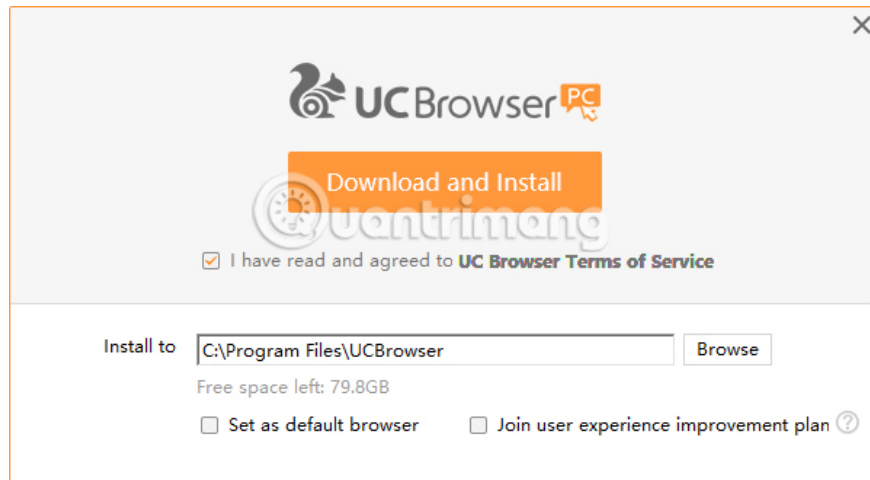 UCBrowser PC
Download and Install
Quantrimang
I have read and agreed to UC Browser Terms of Service
Install to C:\Program Files\UCBrowser Browse
Free space left: 79.8GB
Set as default browser Join user experience improvement plan ?